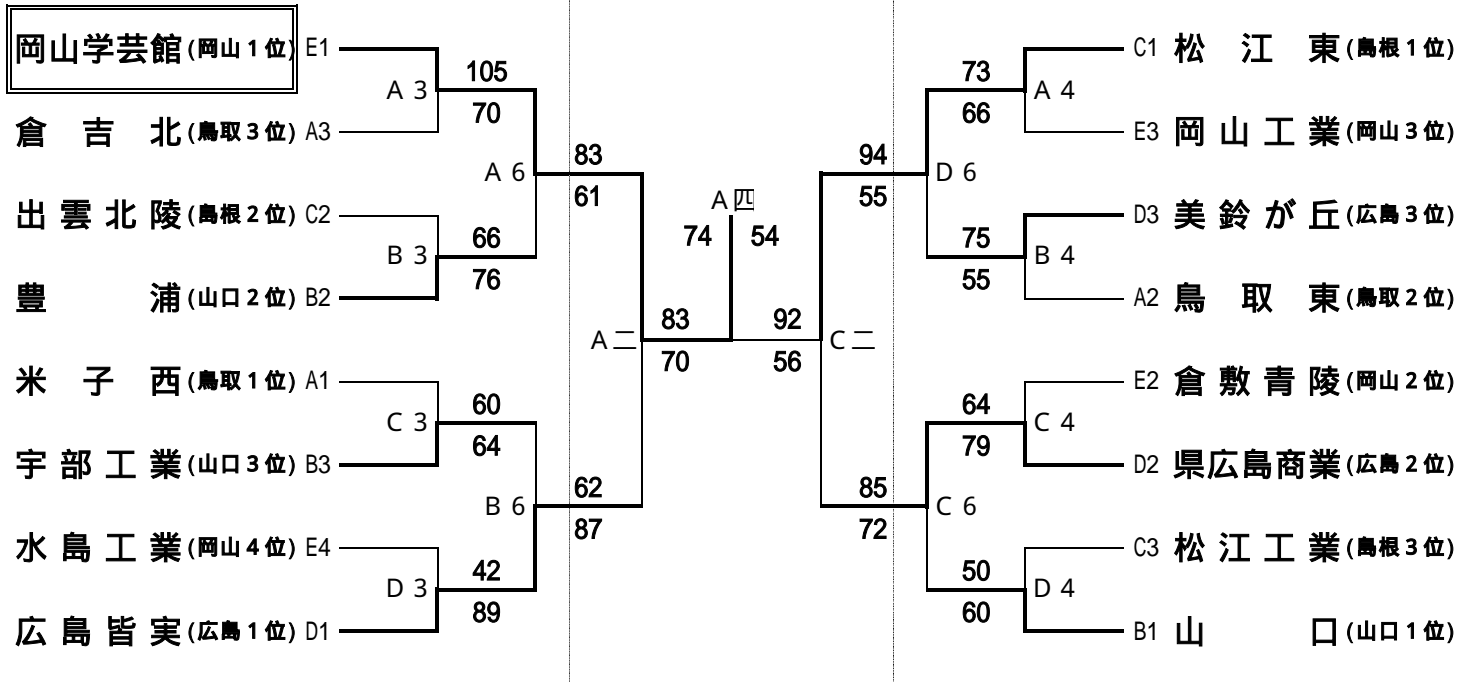 岡山学芸館(岡山1位) E1
A 3
105
70
倉吉北(鳥取3位) A3
A 6
83
61
出雲北陵(島根2位) C2
B 3
66
76
豊浦(山口2位) B2
A 二
83
70
米子西(鳥取1位) A1
C 3
60
64
宇部工業(山口3位) B3
B 6
62
87
水島工業(岡山4位) E4
D 3
42
89
広島皆実(広島1位) D1
A 四
74 54
C1 松江東(島根1位)
73
66
A 4
E3 岡山工業(岡山3位)
94
55
D 6
D3 美鈴が丘(広島3位)
75
55
B 4
A2 鳥取東(鳥取2位)
92
56
C 二
E2 倉敷青陵(岡山2位)
64
79
C 4
D2 県広島商業(広島2位)
85
72
C 6
C3 松江工業(島根3位)
50
60
D 4
B1 山口(山口1位)